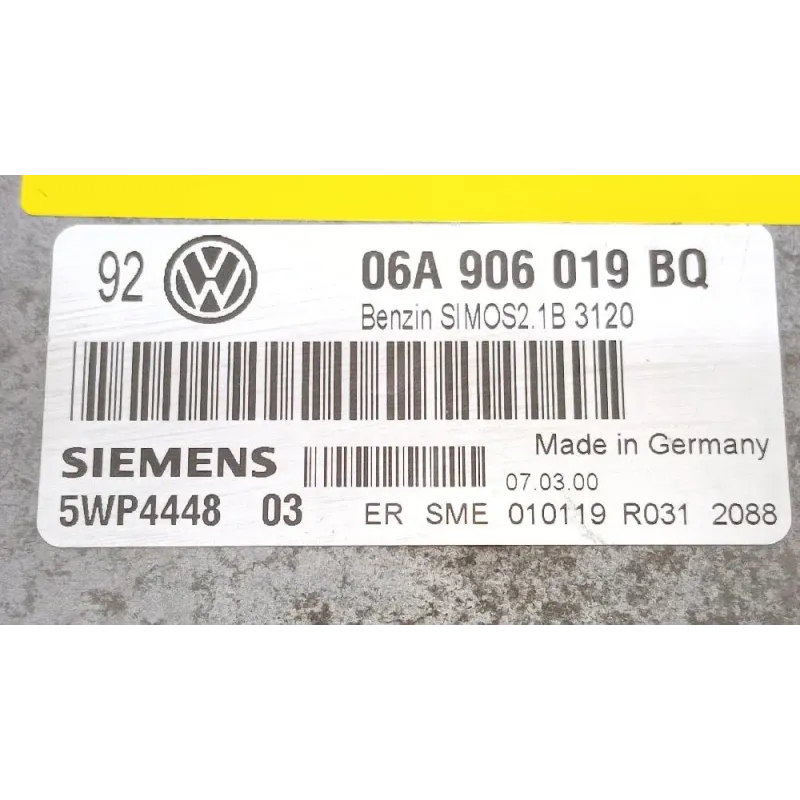 92 06A 906 019 BQ
Benzin SIMOS2.1B 3120
Made in Germany
SIEMENS
07.03.00
5WP4448 03 ER SME 010119 R031 2088